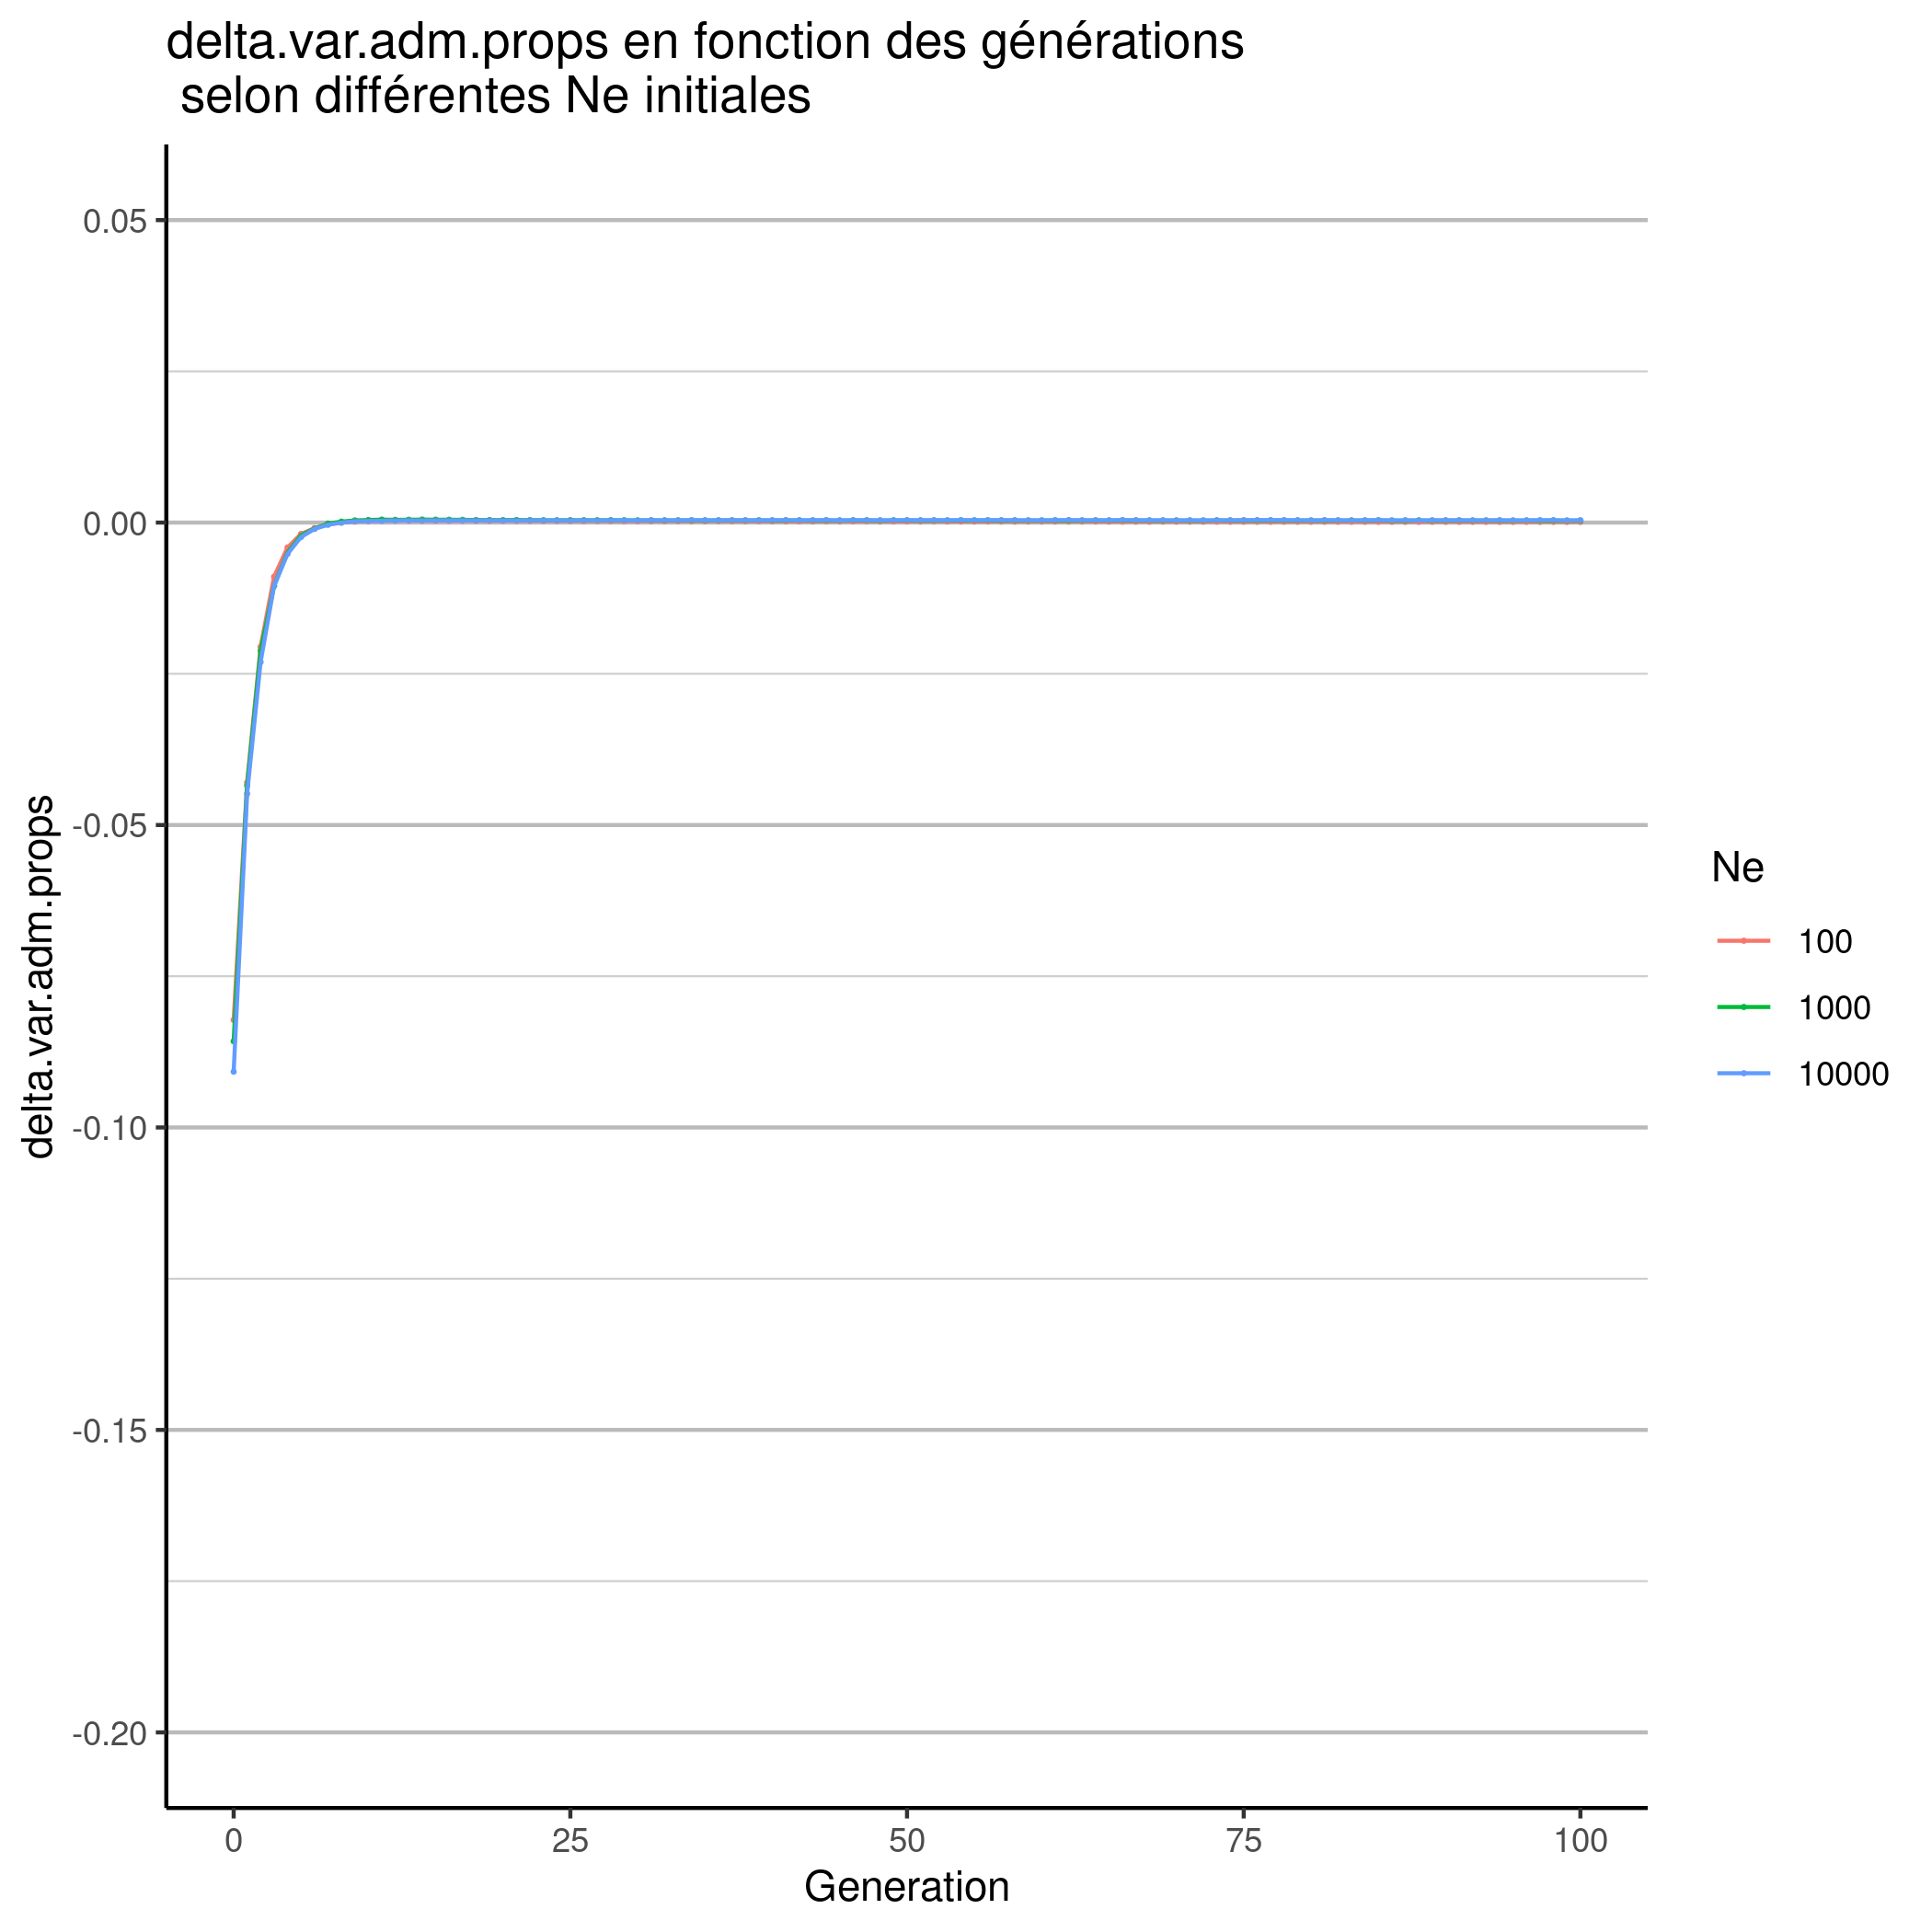 delta.var.adm.props en fonction des générations
selon différentes Ne initiales
0.05
0.00
-0.05
-0.10
-0.15
-0.20
delta.var.adm.props
0
25
50
75
100
Generation
Ne
100
1000
10000